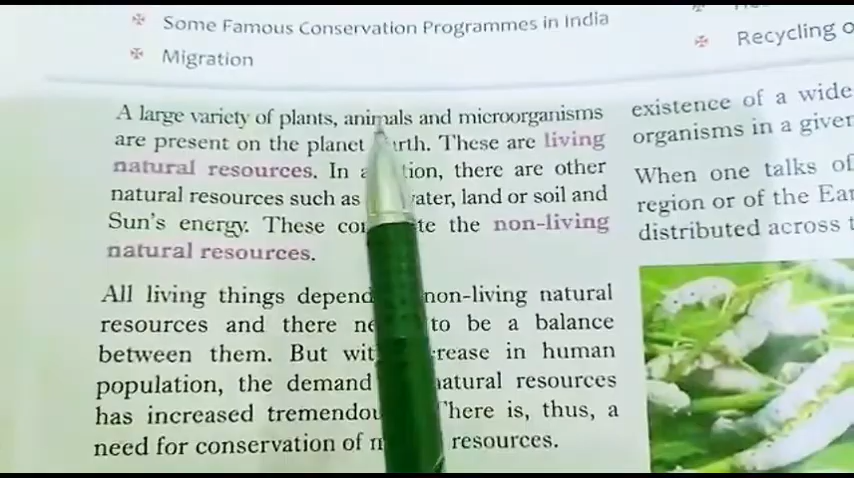 Some Famous Conservation Programmes in India
Migration
Recycling o
A large variety of plants, animals and microorganisms
are present on the planet rth. These are living
natural resources. In a tion, there are other
natural resources such as ater, land or soil and
Sun's energy. These co te the non-living
natural resources.
All living things depend non-living natural
resources and there ne to be a balance
between them. But wit rease in human
population, the demand natural resources
has increased tremendou There is, thus, a
need for conservation of n resources.
existence of a wide
organisms in a given
When one talks of
region or of the Ear
distributed across t